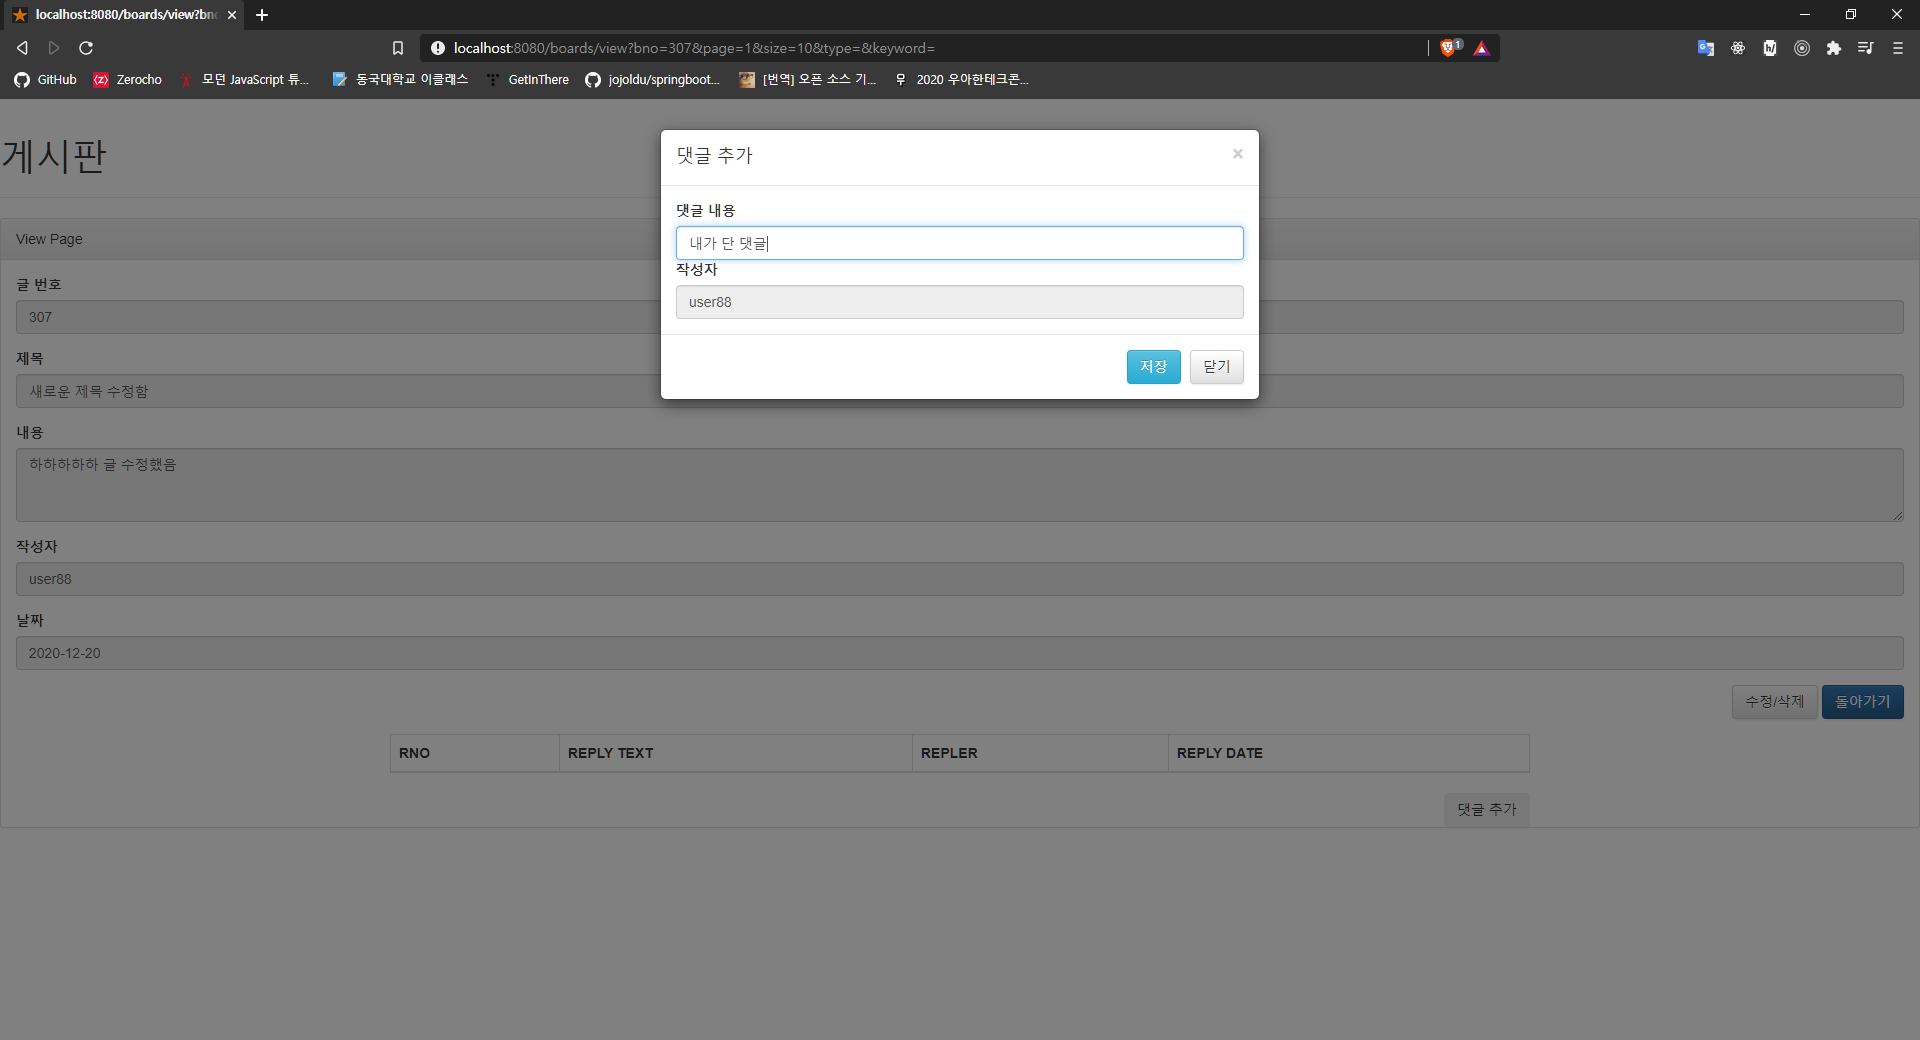 localhost:8080/boards/view?bno
localhost:8080/boards/view?bno=307&page=1&size=10&type=&keyword=
1
GitHub
Zerocho
모던 JavaScript 튜...
동국대학교 이클래스
GetInThere
jojoldu/springboot...
[번역] 오픈 소스 기...
2020 우아한테크콘...
게시판
댓글 추가
×
댓글 내용
내가 단 댓글
작성자
user88
저장
닫기
View Page
글 번호
307
제목
새로운 제목 수정함
내용
하하하하하 글 수정했음
작성자
user88
날짜
2020-12-20
수정/삭제
돌아가기
RNO
REPLY TEXT
REPLER
REPLY DATE
댓글 추가